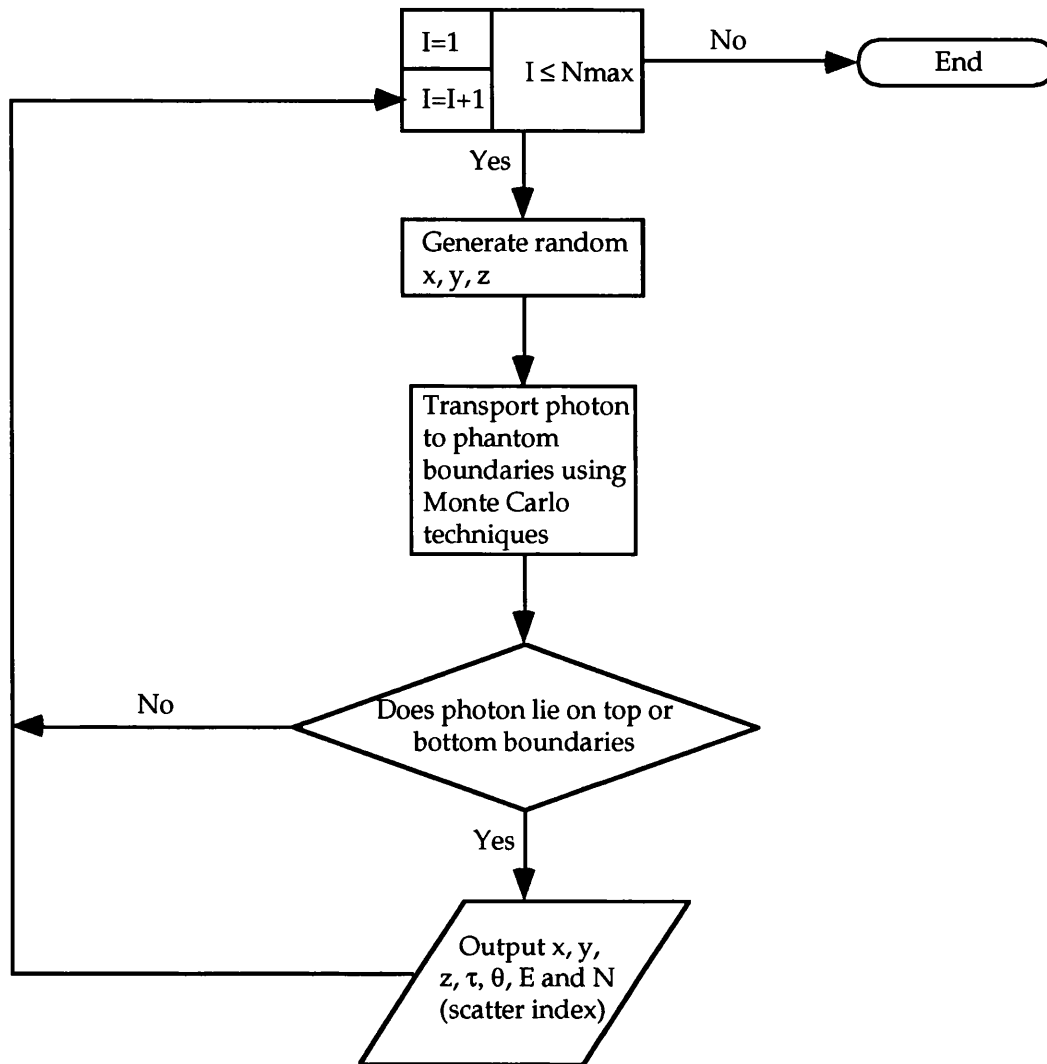 I=1
I=I+1
I ≤ Nmax
No
End
Yes
Generate random
x, y, z
Transport photon
to phantom
boundaries using
Monte Carlo
techniques
Does photon lie on top or
bottom boundaries
No
Yes
Output x, y,
z, τ, θ, E and N
(scatter index)